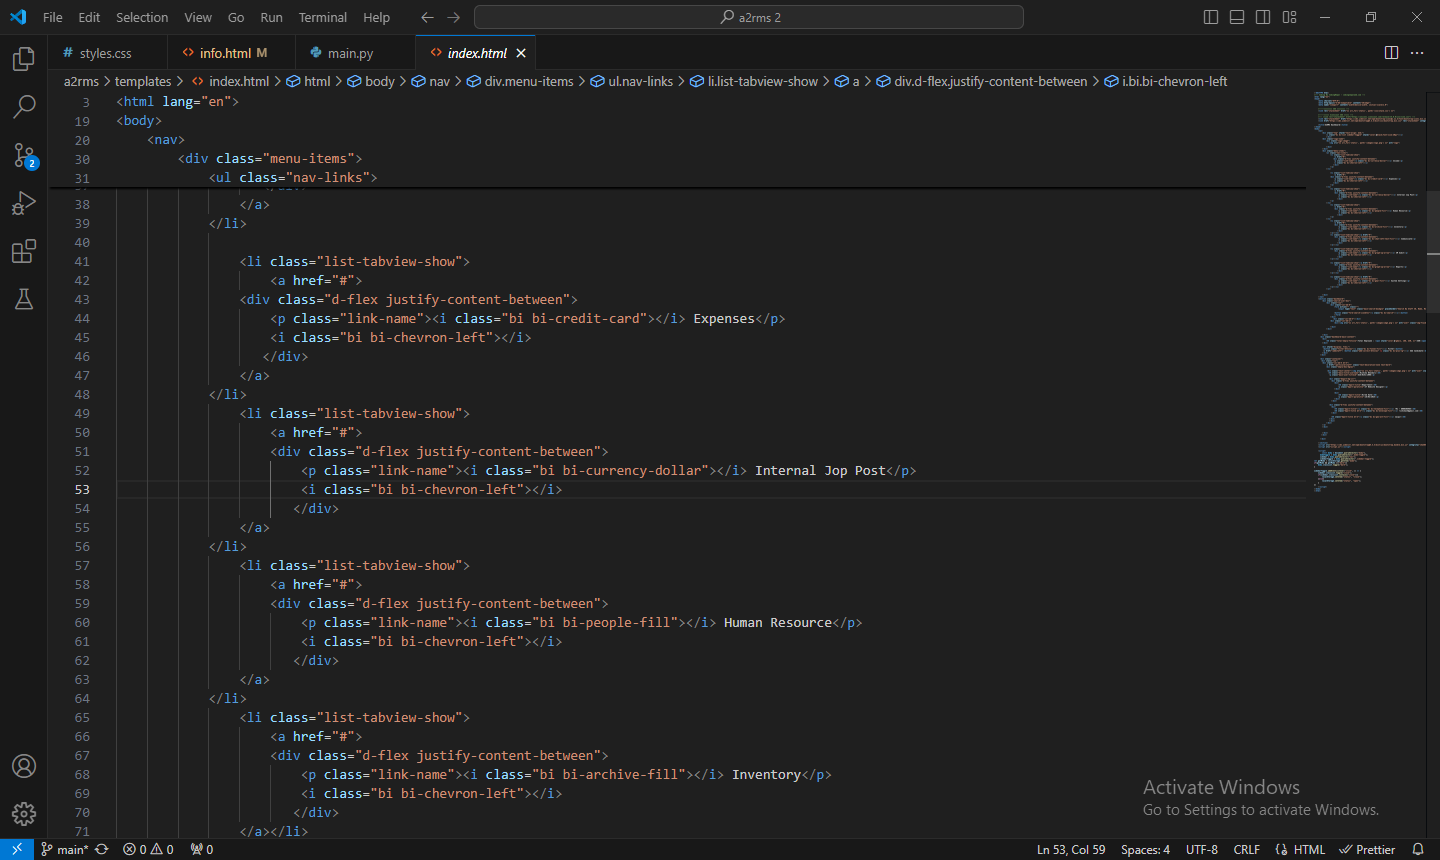 File Edit Selection View Go Run Terminal Help a2rms 2
# styles.css <> info.html M main.py <> index.html
a2rms > templates > <> index.html > html > body > nav > div.menu-items > ul.nav-links > li.list-tabview-show > a > div.d-flex.justify-content-between > i.bi.bi-chevron-left
3 <html lang="en">
19 <body>
20 <nav>
30 <div class="menu-items">
31 <ul class="nav-links">
38 </a>
39 </li>
40
41 <li class="list-tabview-show">
42 <a href="#">
43 <div class="d-flex justify-content-between">
44 <p class="link-name"><i class="bi bi-credit-card"></i> Expenses</p>
45 <i class="bi bi-chevron-left"></i>
46 </div>
47 </a>
48 </li>
49 <li class="list-tabview-show">
50 <a href="#">
51 <div class="d-flex justify-content-between">
52 <p class="link-name"><i class="bi bi-currency-dollar"></i> Internal Jop Post</p>
53 <i class="bi bi-chevron-left"></i>
54 </div>
55 </a>
56 </li>
57 <li class="list-tabview-show">
58 <a href="#">
59 <div class="d-flex justify-content-between">
60 <p class="link-name"><i class="bi bi-people-fill"></i> Human Resource</p>
61 <i class="bi bi-chevron-left"></i>
62 </div>
63 </a>
64 </li>
65 <li class="list-tabview-show">
66 <a href="#">
67 <div class="d-flex justify-content-between">
68 <p class="link-name"><i class="bi bi-archive-fill"></i> Inventory</p>
69 <i class="bi bi-chevron-left"></i>
70 </div>
71 </a></li>
2
Activate Windows
Go to Settings to activate Windows.
main* 0 0 0 Ln 53, Col 59 Spaces: 4 UTF-8 CRLF HTML Prettier